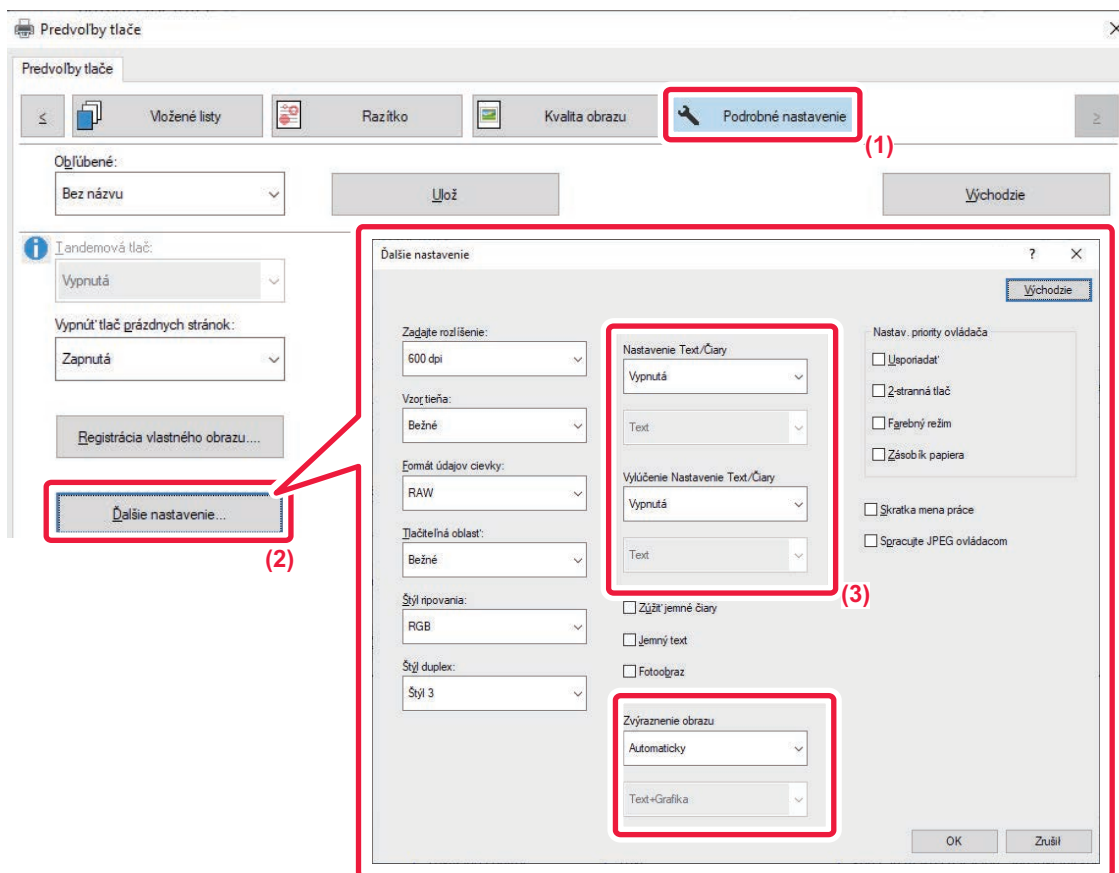 Predvoľby tlače
Predvoľby tlače
< Vložené listy Razítko Kvalita obrazu Podrobné nastavenie >
(1)
Obľúbené:
Bez názvu
Ulož
Východzie
Tandemová tlač:
Vypnutá
Vypnúť tlač prázdnych stránok:
Zapnutá
Registrácia vlastného obrazu....
Ďalšie nastavenie...
(2)
Ďalšie nastavenie
?
Východzie
Zadajte rozlíšenie:
600 dpi
Vzor tieňa:
Bežné
Formát údajov cievky:
RAW
Tlačiteľná oblasť:
Bežné
Štýl ripovania:
RGB
Štýl duplex:
Štýl 3
Nastavenie Text/Čiary
Vypnutá
Text
Vylúčenie Nastavenie Text/Čiary
Vypnutá
Text
(3)
Zúžiť jemné čiary
Jemný text
Fotoobraz
Zvýraznenie obrazu
Automaticky
Text+Grafika
Nastav. priority ovládača
Usporiadať
2-stranná tlač
Farebný režim
Zásobík papiera
Skratka mena práce
Spracujte JPEG ovládacom
OK
Zrušiť